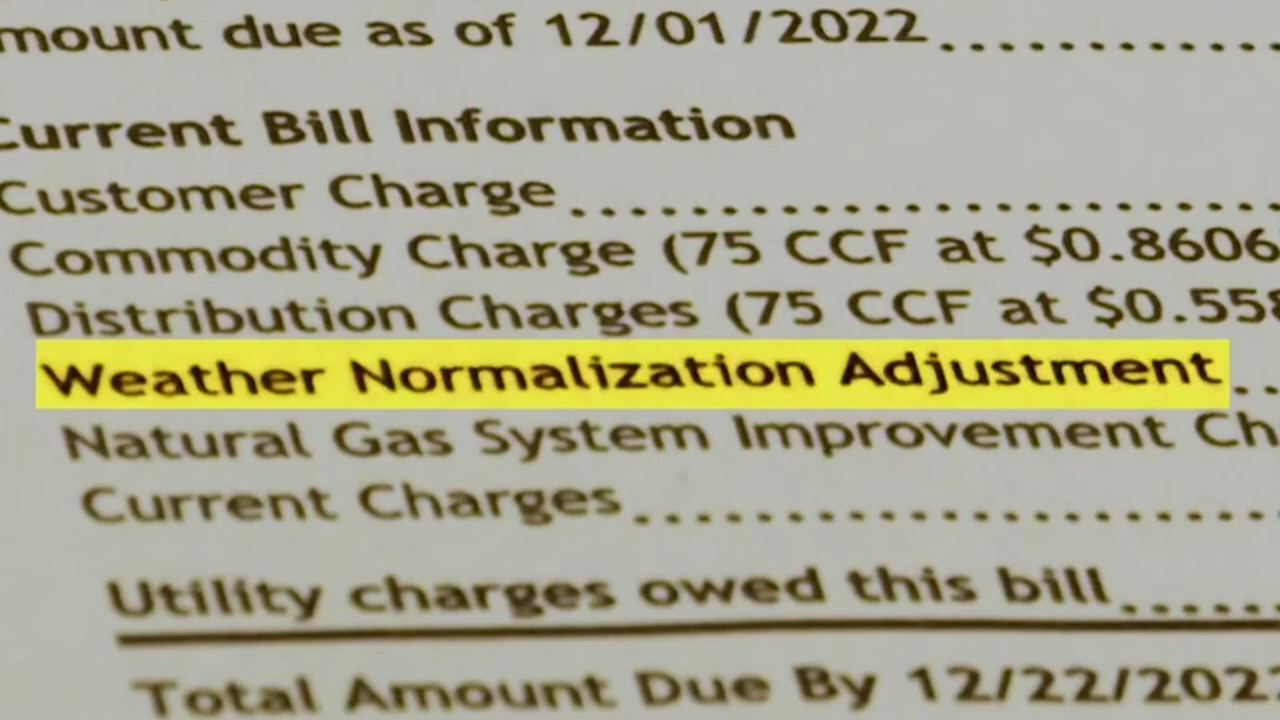 mount due as of 12/01/2022..............
Current Bill Information
Customer Charge..............................
Commodity Charge (75 CCF at $0.8606
Distribution Charges (75 CCF at $0.558
Weather Normalization Adjustment..
Natural Gas System Improvement Ch
Current Charges...........................
Utility charges owed this bill......
Total Amount Due By 12/22/2022